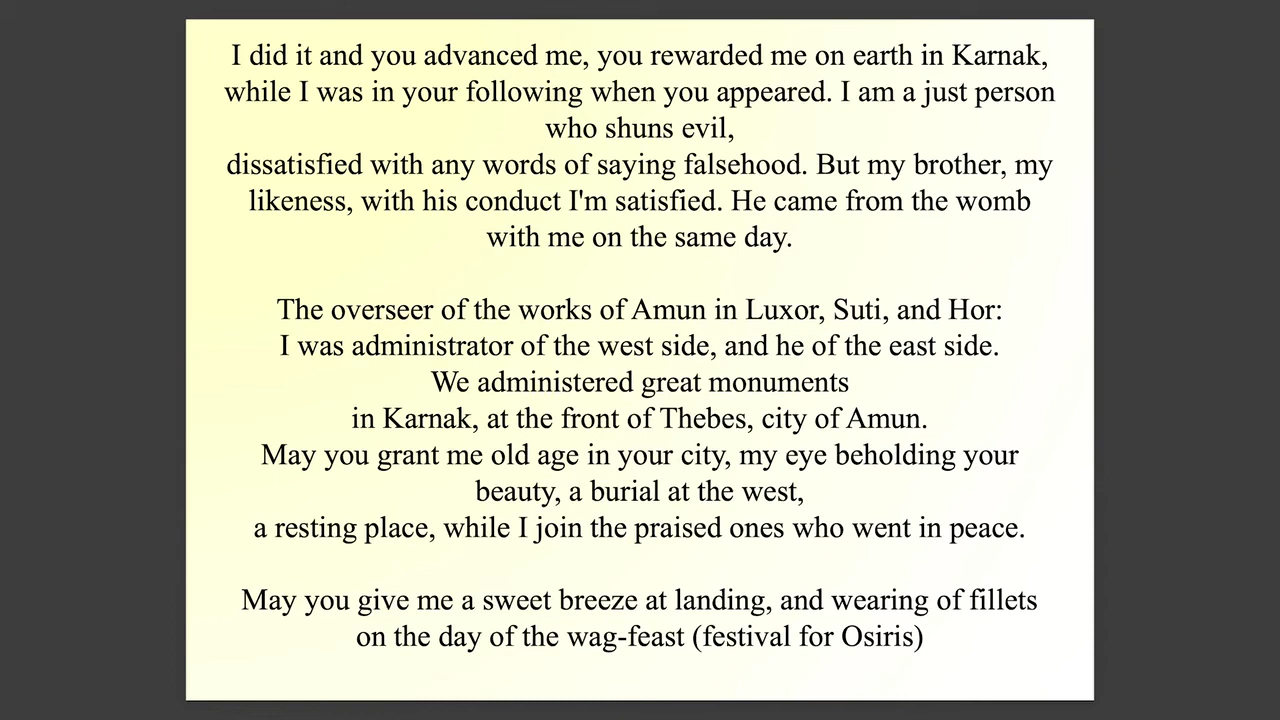 I did it and you advanced me, you rewarded me on earth in Karnak,
while I was in your following when you appeared. I am a just person
who shuns evil,
dissatisfied with any words of saying falsehood. But my brother, my
likeness, with his conduct I'm satisfied. He came from the womb
with me on the same day.
The overseer of the works of Amun in Luxor, Suti, and Hor:
I was administrator of the west side, and he of the east side.
We administered great monuments
in Karnak, at the front of Thebes, city of Amun.
May you grant me old age in your city, my eye beholding your
beauty, a burial at the west,
a resting place, while I join the praised ones who went in peace.
May you give me a sweet breeze at landing, and wearing of fillets
on the day of the wag-feast (festival for Osiris)